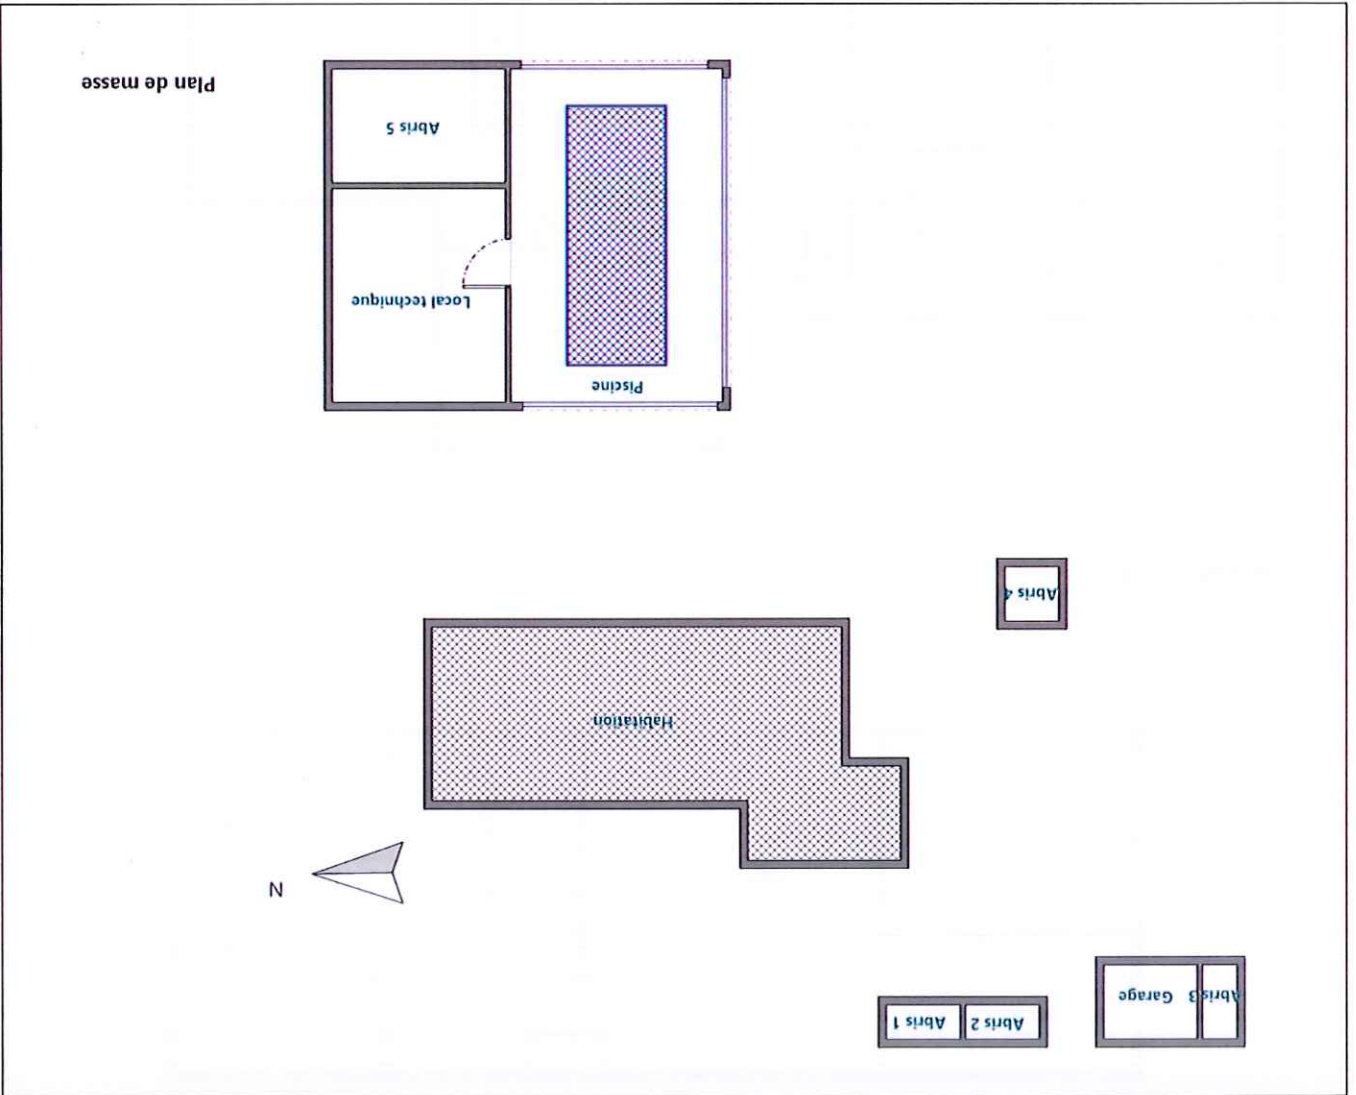 Plan de masse
Abris 5
Local technique
Piscine
Abris 4
Habitation
N
Abris 3
Garage
Abris 2
Abris 1